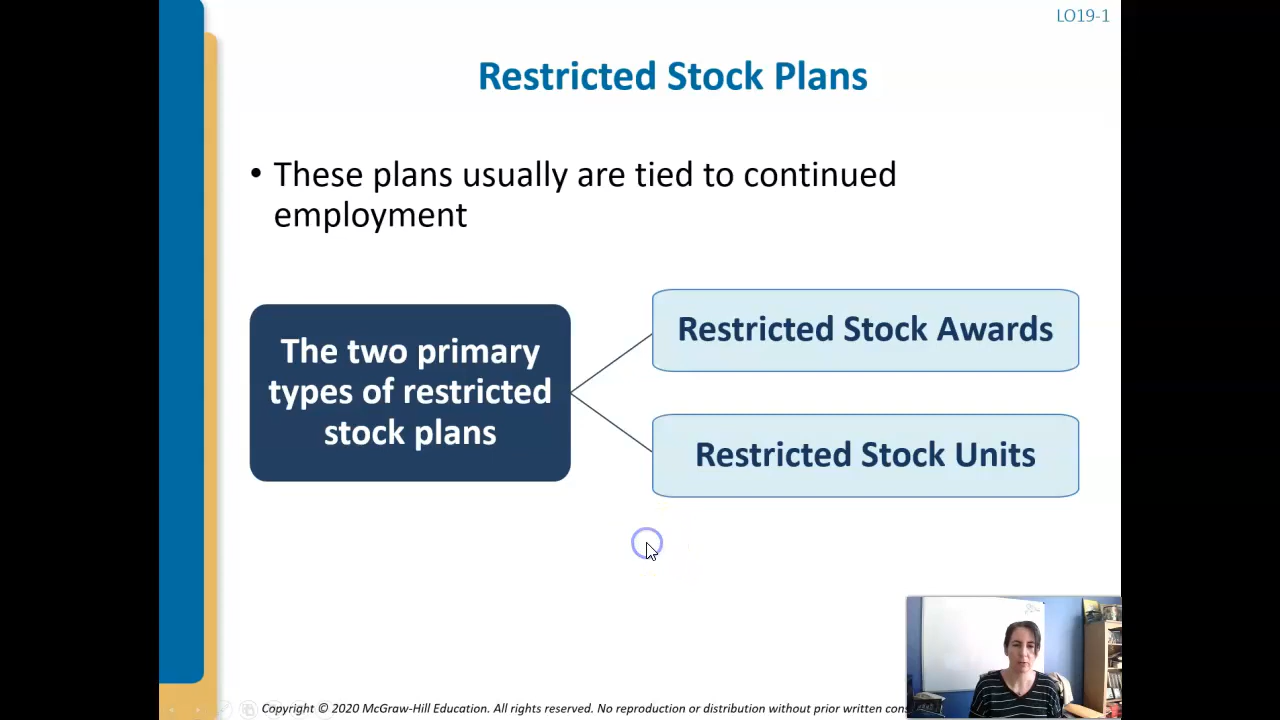 LO19-1
Restricted Stock Plans
• These plans usually are tied to continued
employment
The two primary
types of restricted
stock plans
Restricted Stock Awards
Restricted Stock Units
Copyright © 2020 McGraw-Hill Education. All rights reserved. No reproduction or distribution without prior written